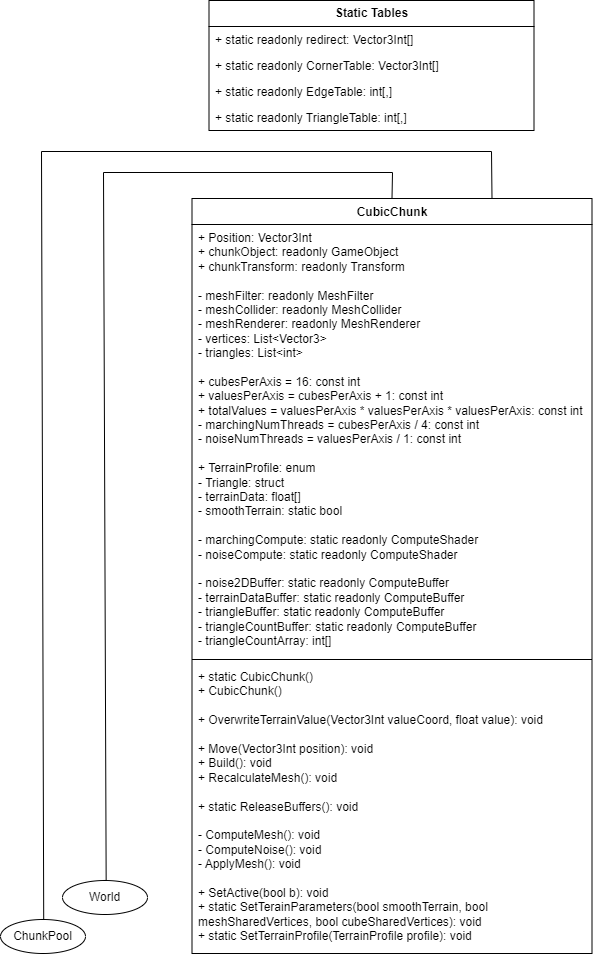 Static Tables
+ static readonly redirect: Vector3Int[]
+ static readonly CornerTable: Vector3Int[]
+ static readonly EdgeTable: int[,]
+ static readonly TriangleTable: int[,]
CubicChunk
+ Position: Vector3Int
+ chunkObject: readonly GameObject
+ chunkTransform: readonly Transform
- meshFilter: readonly MeshFilter
- meshCollider: readonly MeshCollider
- meshRenderer: readonly MeshRenderer
- vertices: List<Vector3>
- triangles: List<int>
+ cubesPerAxis = 16: const int
+ valuesPerAxis = cubesPerAxis + 1: const int
+ totalValues = valuesPerAxis * valuesPerAxis * valuesPerAxis: const int
- marchingNumThreads = cubesPerAxis / 4: const int
- noiseNumThreads = valuesPerAxis / 1: const int
+ TerrainProfile: enum
- Triangle: struct
- terrainData: float[]
- smoothTerrain: static bool
- marchingCompute: static readonly ComputeShader
- noiseCompute: static readonly ComputeShader
- noise2DBuffer: static readonly ComputeBuffer
- terrainDataBuffer: static readonly ComputeBuffer
- triangleBuffer: static readonly ComputeBuffer
- triangleCountBuffer: static readonly ComputeBuffer
- triangleCountArray: int[]
+ static CubicChunk()
+ CubicChunk()
+ OverwriteTerrainValue(Vector3Int valueCoord, float value): void
+ Move(Vector3Int position): void
+ Build(): void
+ RecalculateMesh(): void
+ static ReleaseBuffers(): void
- ComputeMesh(): void
- ComputeNoise(): void
- ApplyMesh(): void
+ SetActive(bool b): void
+ static SetTerainParameters(bool smoothTerrain, bool
meshSharedVertices, bool cubeSharedVertices): void
+ static SetTerrainProfile(TerrainProfile profile): void
World
ChunkPool